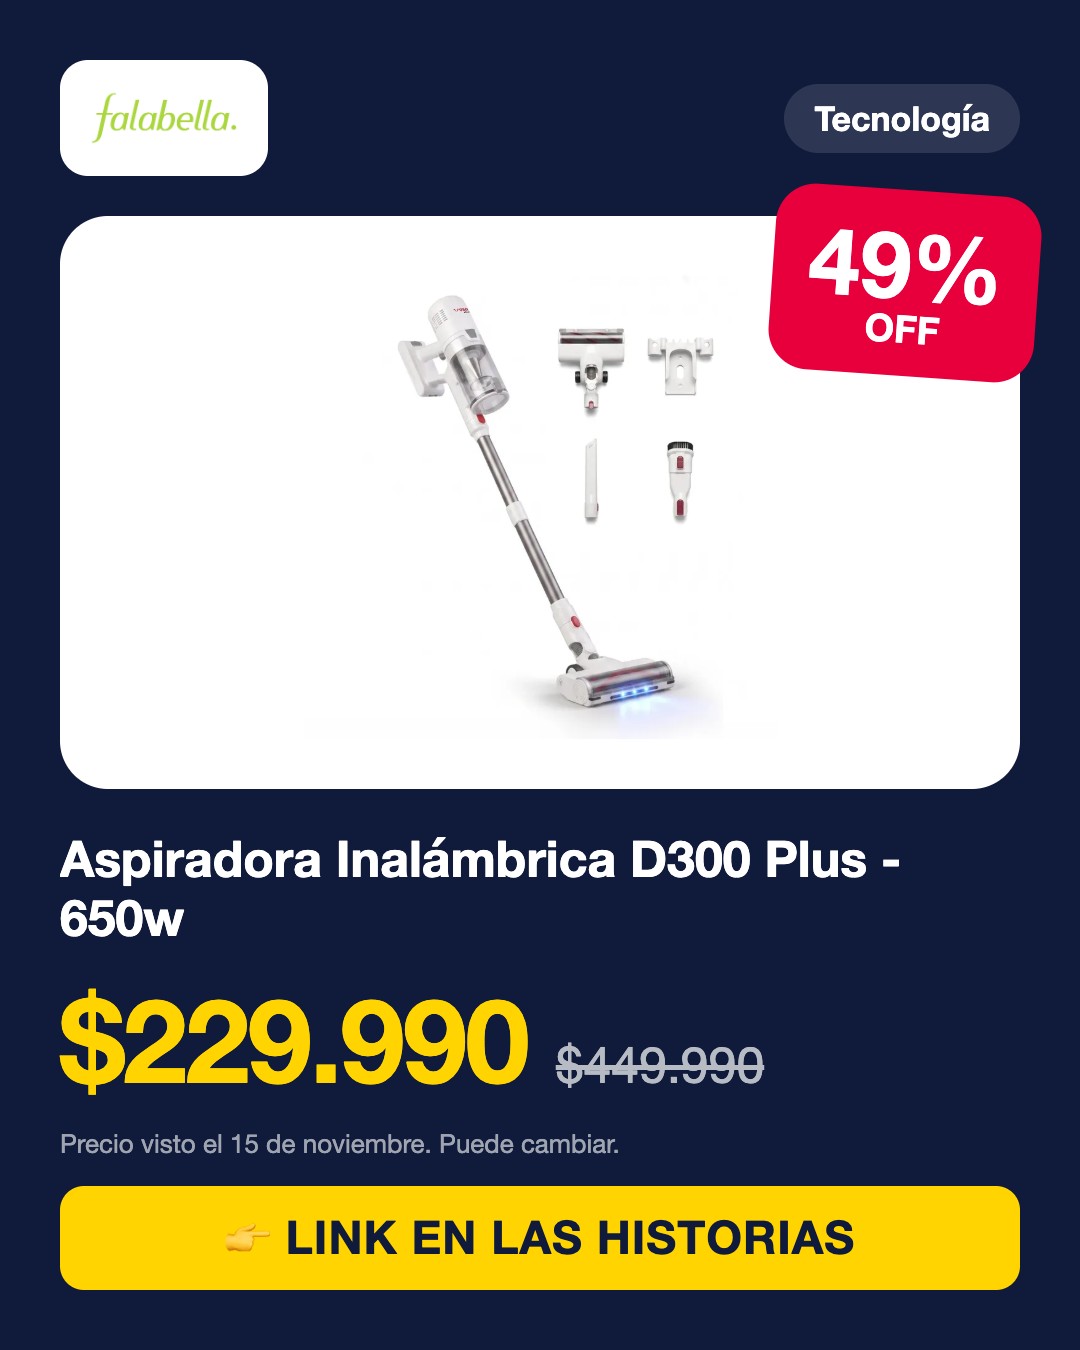 falabella.
Tecnología
49%
OFF
Aspiradora Inalámbrica D300 Plus -
650w
$229.990 $449.990
Precio visto el 15 de noviembre. Puede cambiar.
👉 LINK EN LAS HISTORIAS